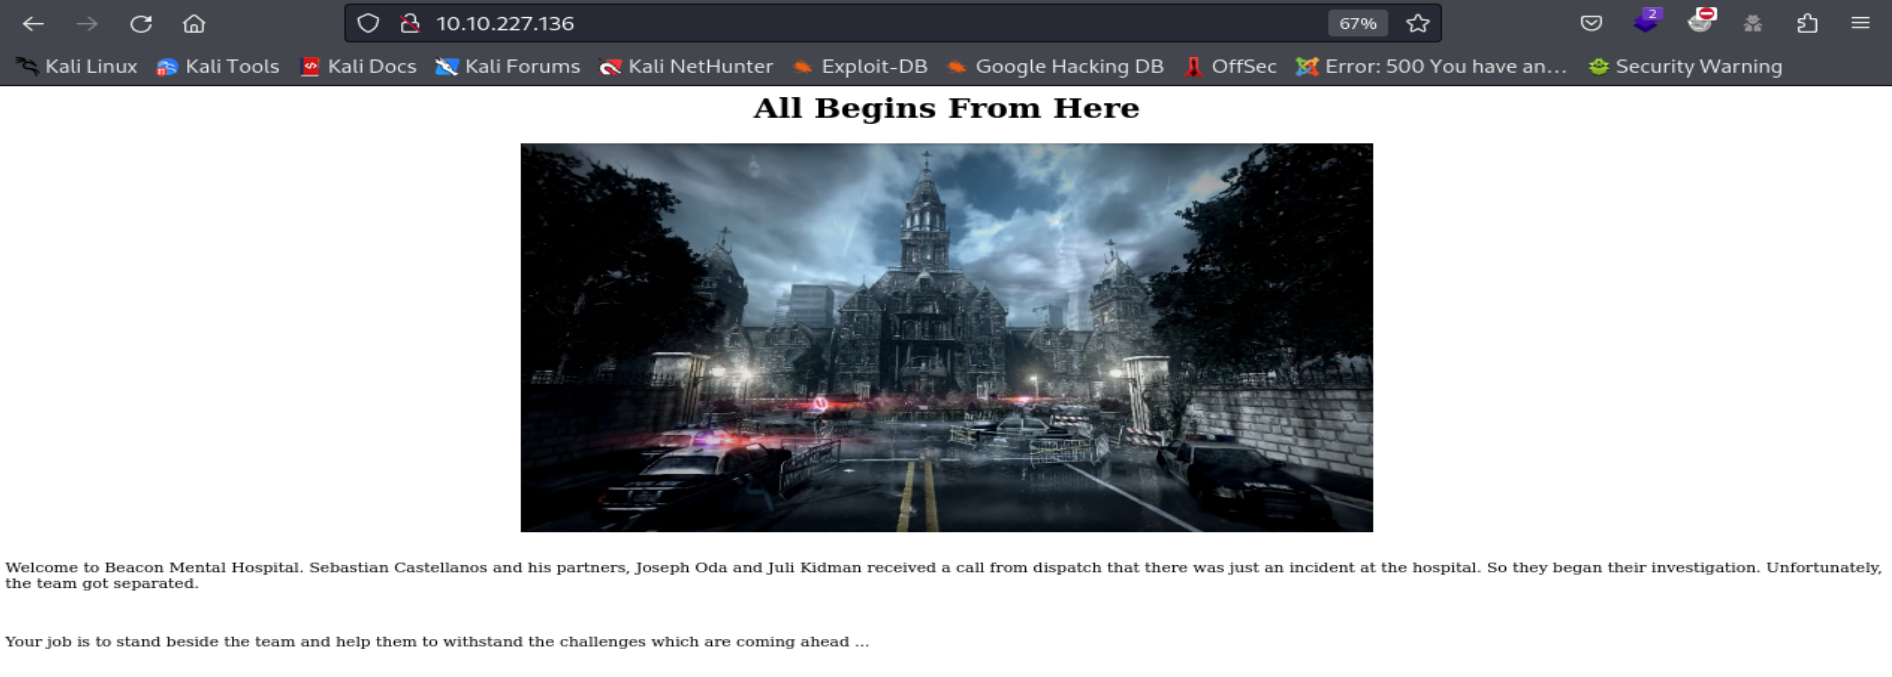 10.10.227.136
67%
2
Kali Linux
11
Kali Tools
Kali Docs
Kali Forums
Kali NetHunter
Exploit-DB
Google Hacking DB
OffSec
Error: 500 You have an...
Security Warning
All Begins From Here
Welcome to Beacon Mental Hospital. Sebastian Castellanos and his partners, Joseph Oda and Juli Kidman received a call from dispatch that there was just an incident at the hospital. So they began their investigation. Unfortunately,
the team got separated.
Your job is to stand beside the team and help them to withstand the challenges which are coming ahead ...